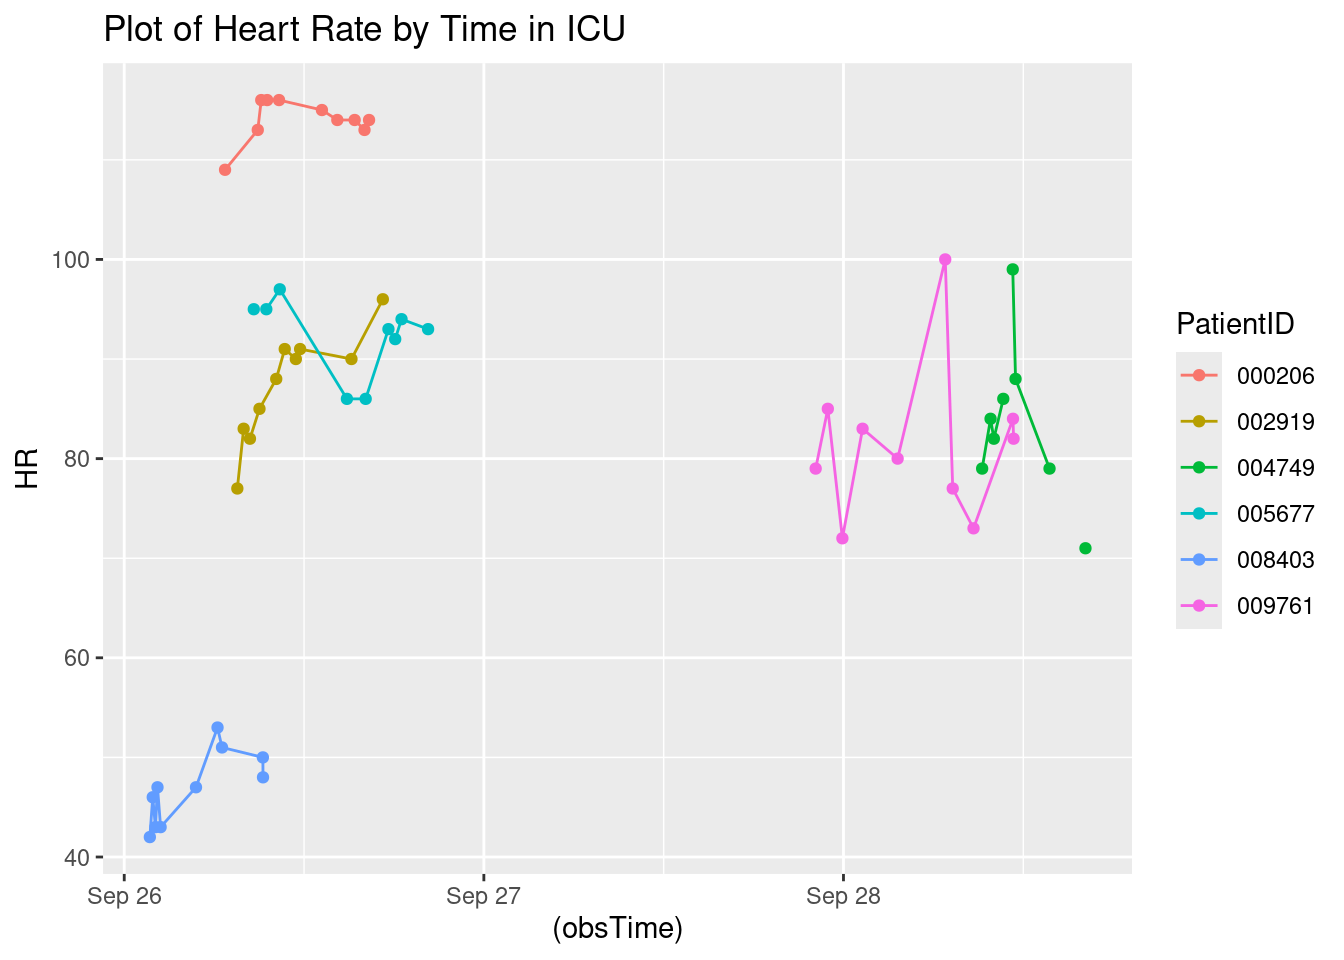 Plot of Heart Rate by Time in ICU
HR
100
80
60
40
Sep 26
Sep 27
Sep 28
(obsTime)
PatientID
000206
002919
004749
005677
008403
009761